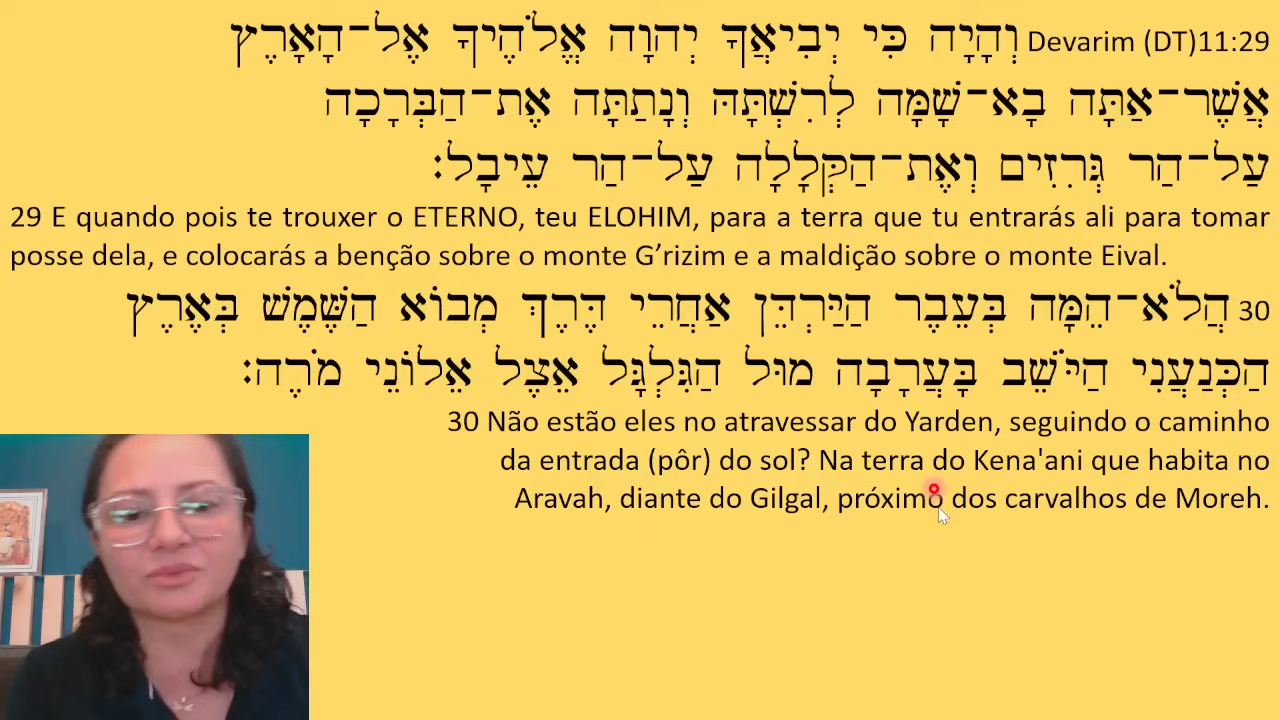 Devarim (DT)11:29 וְהָיָה כִּי יְבִיאֲךָ יְהוָה אֱלֹהֶיךָ אֶל־הָאָרֶץ
אֲשֶׁר־אַתָּה בָא־שָׁמָּה לְרִשְׁתָּהּ וְנָתַתָּה אֶת־הַבְּרָכָה
עַל־הַר גְּרִזִים וְאֶת־הַקְּלָלָה עַל־הַר עֵיבָל׃
29 E quando pois te trouxer o ETERNO, teu ELOHIM, para a terra que tu entrarás ali para tomar
posse dela, e colocarás a benção sobre o monte G’rizim e a maldição sobre o monte Eival.
30 הֲלֹא־הֵמָּה בְּעֵבֶר הַיַּרְדֵּן אַחֲרֵי דֶּרֶךְ מְבוֹא הַשֶּׁמֶשׁ בְּאֶרֶץ
הַכְּנַעֲנִי הַיֹּשֵׁב בָּעֲרָבָה מוּל הַגִּלְגָּל אֵצֶל אֵלוֹנֵי מֹרֶה׃
30 Não estão eles no atravessar do Yarden, seguindo o caminho
da entrada (pôr) do sol? Na terra do Kena'ani que habita no
Aravah, diante do Gilgal, próximo dos carvalhos de Moreh.